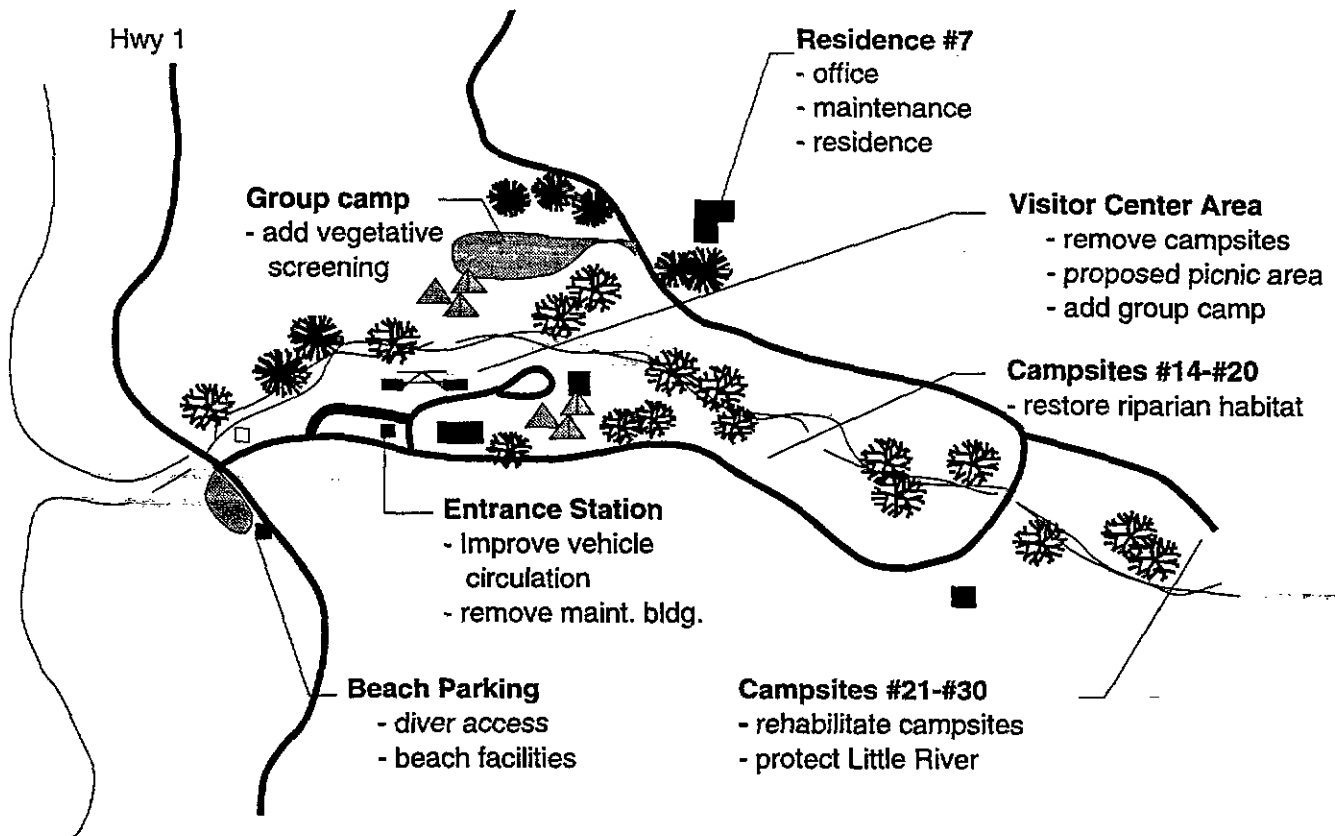 Hwy 1
Residence #7
- office
- maintenance
- residence
Group camp
- add vegetative
screening
Visitor Center Area
- remove campsites
- proposed picnic area
- add group camp
Campsites #14-#20
- restore riparian habitat
Entrance Station
- Improve vehicle
circulation
- remove maint. bldg.
Beach Parking
- diver access
- beach facilities
Campsites #21-#30
- rehabilitate campsites
- protect Little River